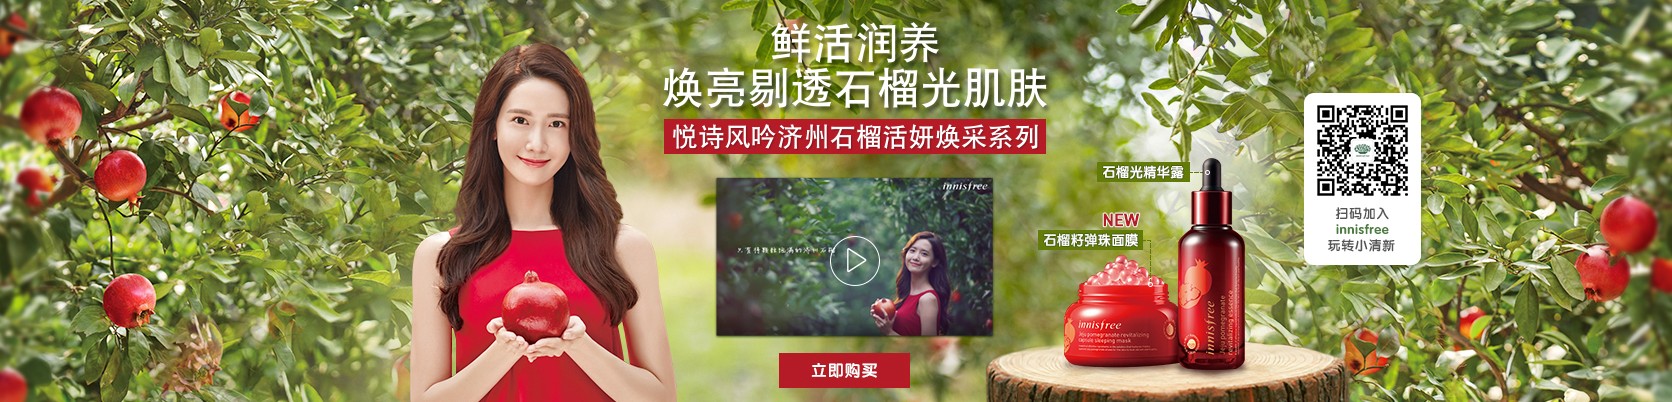 鲜活润养
焕亮剔透石榴光肌肤
悦诗风吟济州石榴活妍焕采系列
innisfree
立即购买
石榴光精华露
NEW
石榴籽弹珠面膜
innisfree
Jeju pomegranate revitalizing
capsule sleeping mask
innisfree
Jeju pomegranate
revitalizing essence
扫码加入
innisfree
玩转小清新